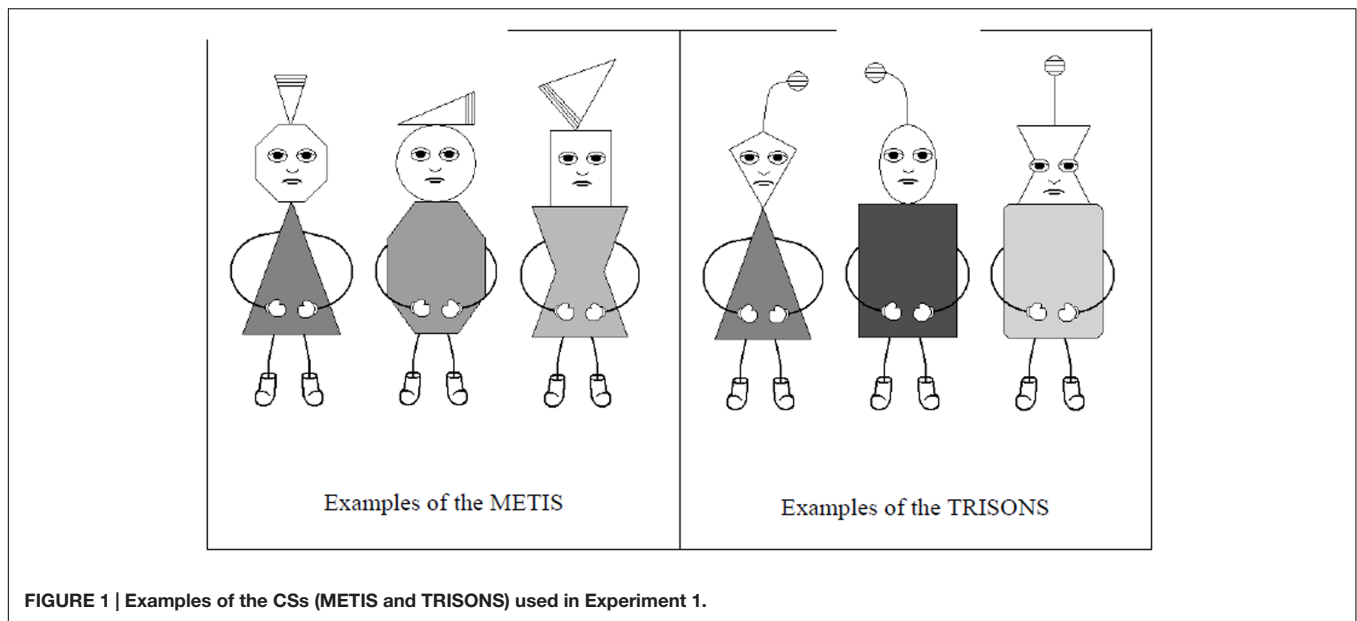 Examples of the METIS
Examples of the TRISONS
FIGURE 1 | Examples of the CSs (METIS and TRISONS) used in Experiment 1.